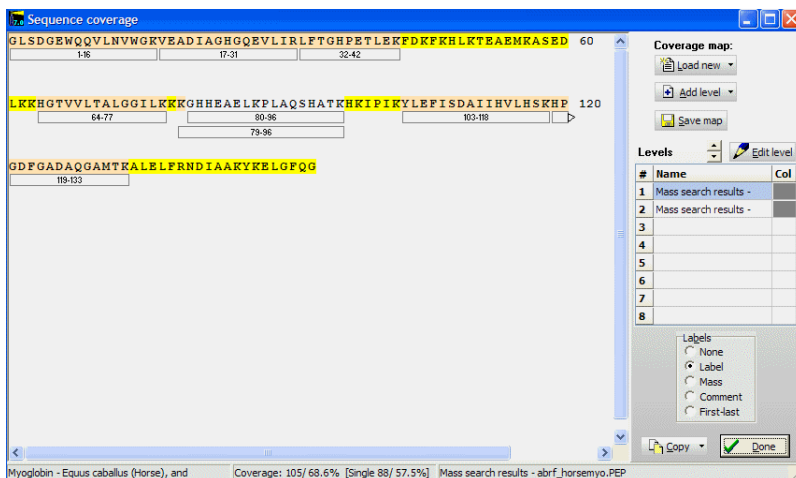 7.0 Sequence coverage
GLSDGEWQQVLNVWGKVEADIAGHGQEVLIRLFTGHPETLEKFDKFKHLKTEAEMKASED 60
1-16 17-31 32-42
LKKHGTVVLTALGGILKKKGHHEAELKPLAQSHATKHKIPIKYLEFISDAIIHVLHSKHP 120
64-77 80-96 103-118
79-96
GDFGADAQGAMTKALELFRNDIAAKYKELGFQG
119-133
Coverage map:
Load new
Add level
Save map
Levels Edit level
# Name Col
1 Mass search results -
2 Mass search results -
3
4
5
6
7
8
Labels
None
Label
Mass
Comment
First-last
Copy Done
Myoglobin - Equus caballus (Horse), and Coverage: 105/ 68.6% [Single 88/ 57.5%] Mass search results - abrf_horsemyo.PEP